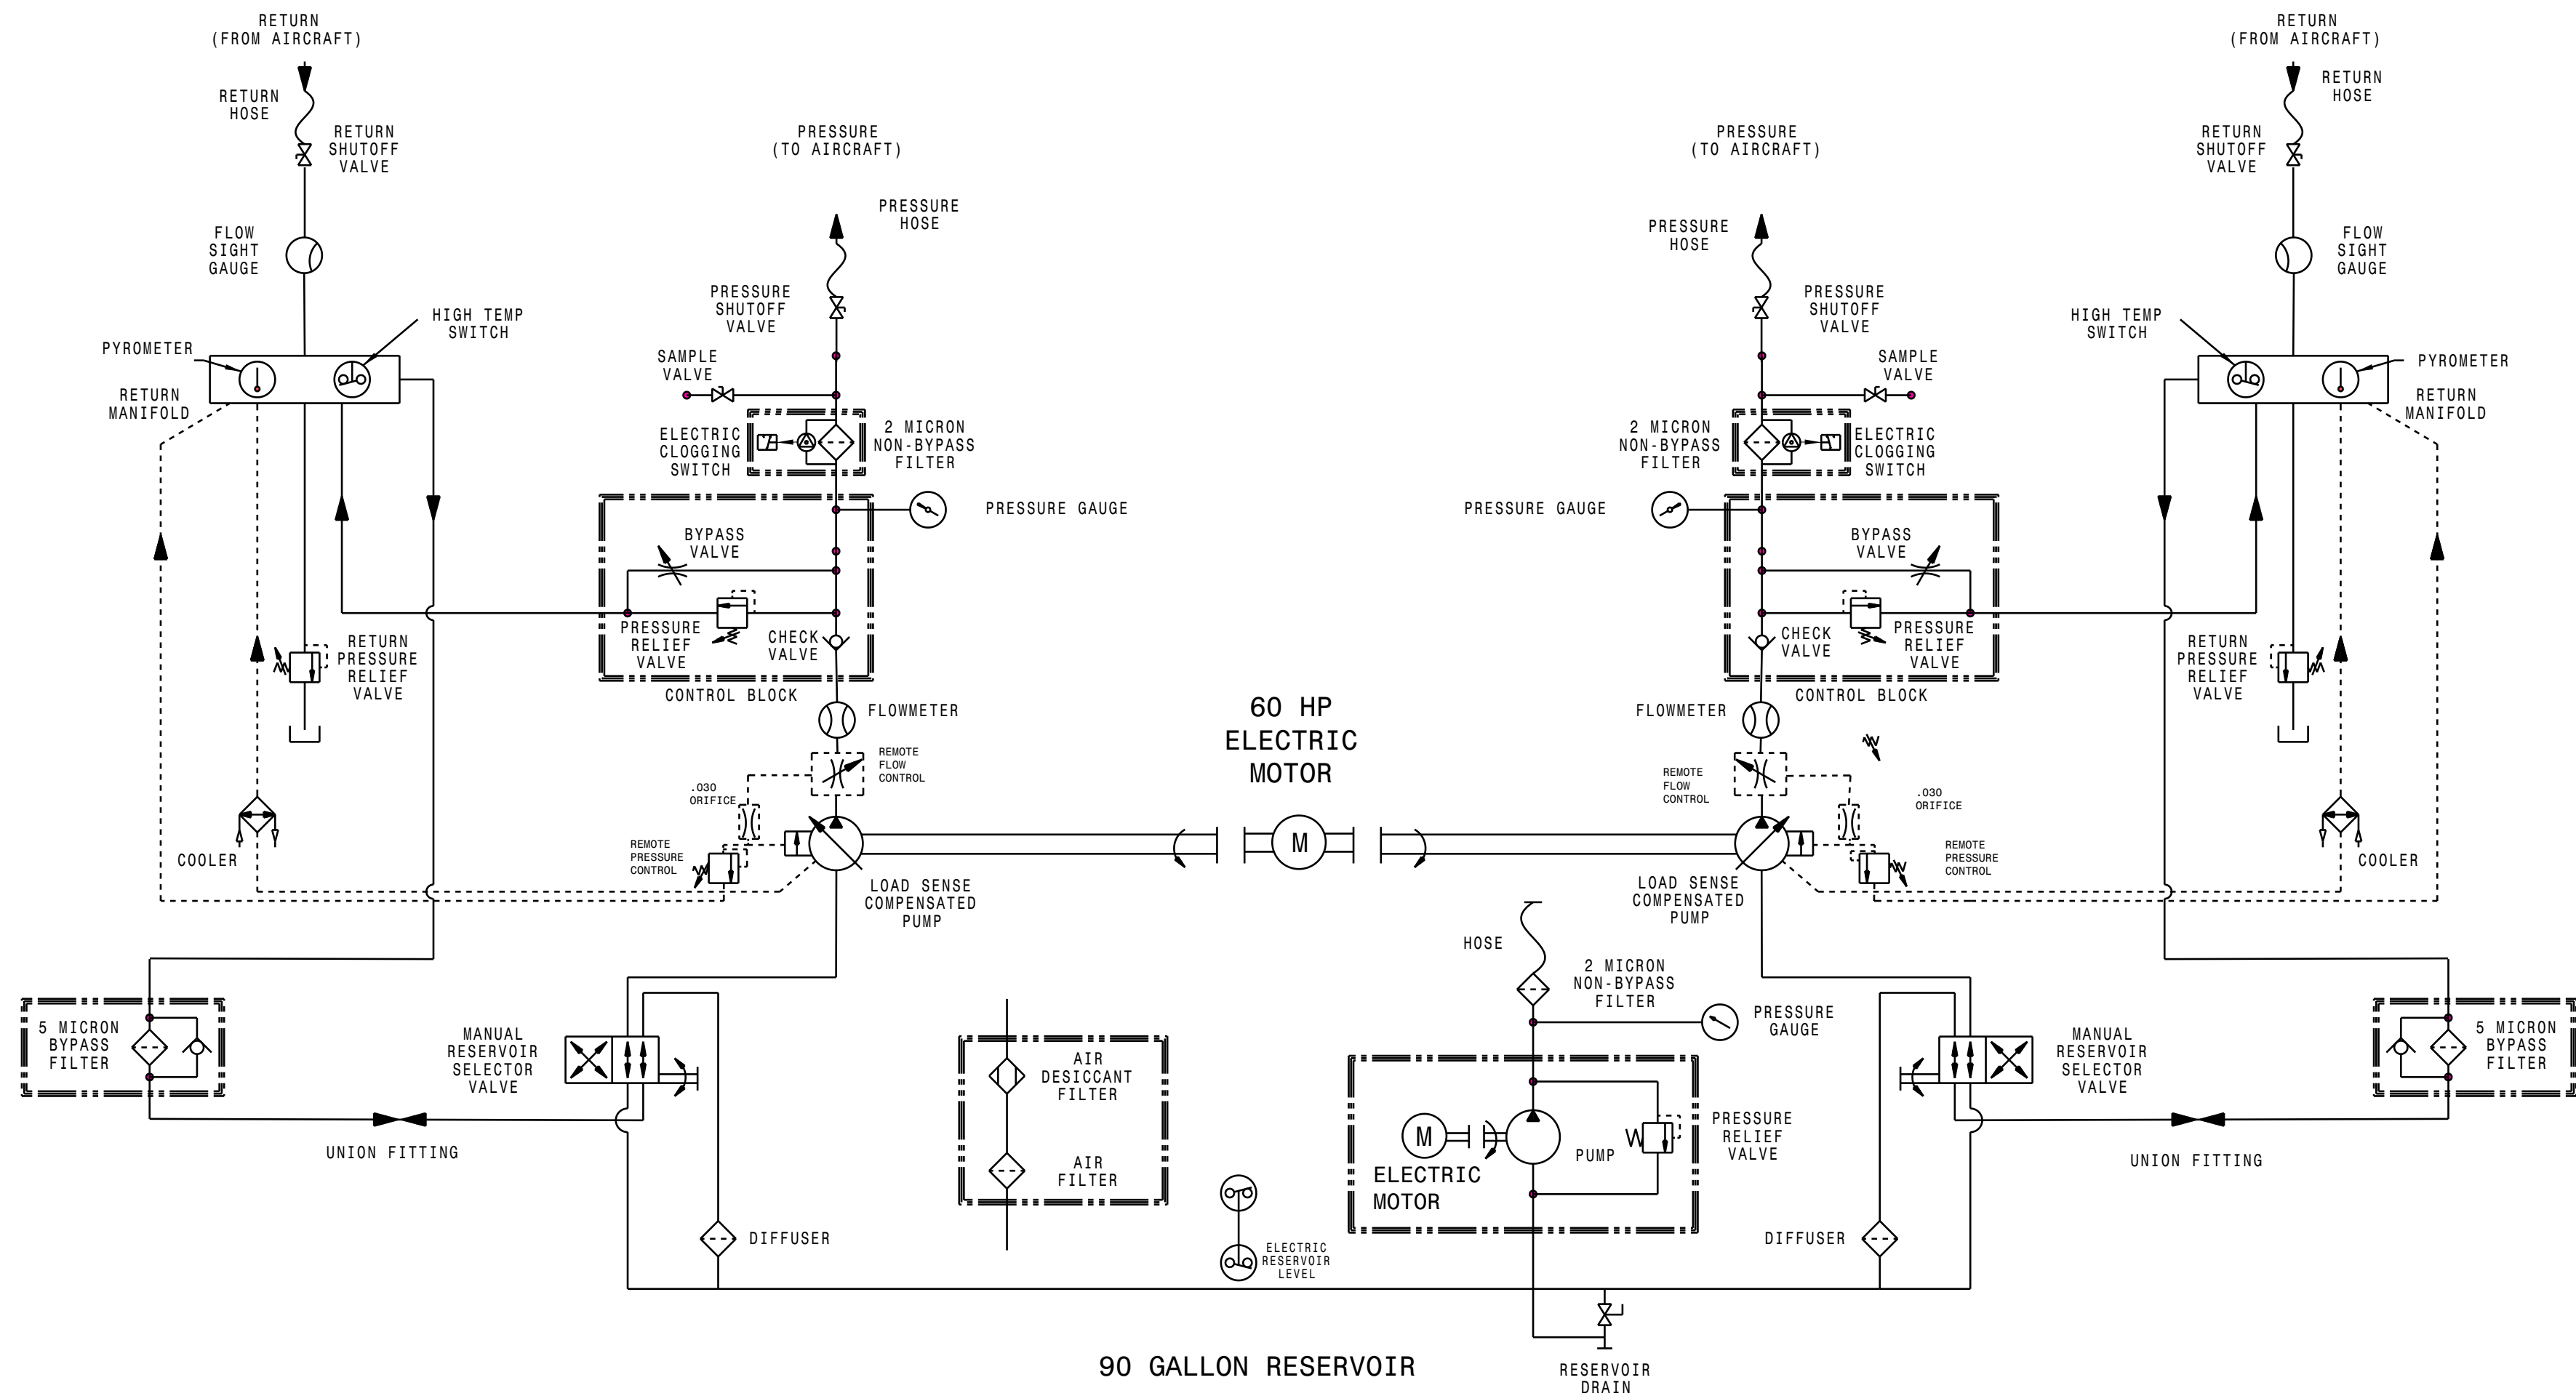 RETURN
(FROM AIRCRAFT)
RETURN
HOSE
RETURN
SHUTOFF
VALVE
FLOW
SIGHT
GAUGE
HIGH TEMP
SWITCH
PYROMETER
RETURN
MANIFOLD
RETURN
PRESSURE
RELIEF
VALVE
COOLER
5 MICRON
BYPASS
FILTER
UNION FITTING
PRESSURE
(TO AIRCRAFT)
PRESSURE
HOSE
PRESSURE
SHUTOFF
VALVE
SAMPLE
VALVE
ELECTRIC
CLOGGING
SWITCH
2 MICRON
NON-BYPASS
FILTER
PRESSURE GAUGE
BYPASS
VALVE
PRESSURE
RELIEF
VALVE
CHECK
VALVE
CONTROL BLOCK
FLOWMETER
REMOTE
FLOW
CONTROL
.030
ORIFICE
REMOTE
PRESSURE
CONTROL
LOAD SENSE
COMPENSATED
PUMP
MANUAL
RESERVOIR
SELECTOR
VALVE
DIFFUSER
60 HP
ELECTRIC
MOTOR
M
AIR
DESICCANT
FILTER
AIR
FILTER
ELECTRIC
RESERVOIR
LEVEL
HOSE
2 MICRON
NON-BYPASS
FILTER
PRESSURE
GAUGE
M
ELECTRIC
MOTOR
PUMP
PRESSURE
RELIEF
VALVE
90 GALLON RESERVOIR
RESERVOIR
DRAIN
PRESSURE
(TO AIRCRAFT)
PRESSURE
HOSE
PRESSURE
SHUTOFF
VALVE
SAMPLE
VALVE
2 MICRON
NON-BYPASS
FILTER
ELECTRIC
CLOGGING
SWITCH
PRESSURE GAUGE
BYPASS
VALVE
CHECK
VALVE
PRESSURE
RELIEF
VALVE
CONTROL BLOCK
FLOWMETER
REMOTE
FLOW
CONTROL
.030
ORIFICE
REMOTE
PRESSURE
CONTROL
LOAD SENSE
COMPENSATED
PUMP
DIFFUSER
MANUAL
RESERVOIR
SELECTOR
VALVE
RETURN
(FROM AIRCRAFT)
RETURN
HOSE
RETURN
SHUTOFF
VALVE
FLOW
SIGHT
GAUGE
HIGH TEMP
SWITCH
PYROMETER
RETURN
MANIFOLD
RETURN
PRESSURE
RELIEF
VALVE
COOLER
5 MICRON
BYPASS
FILTER
UNION FITTING